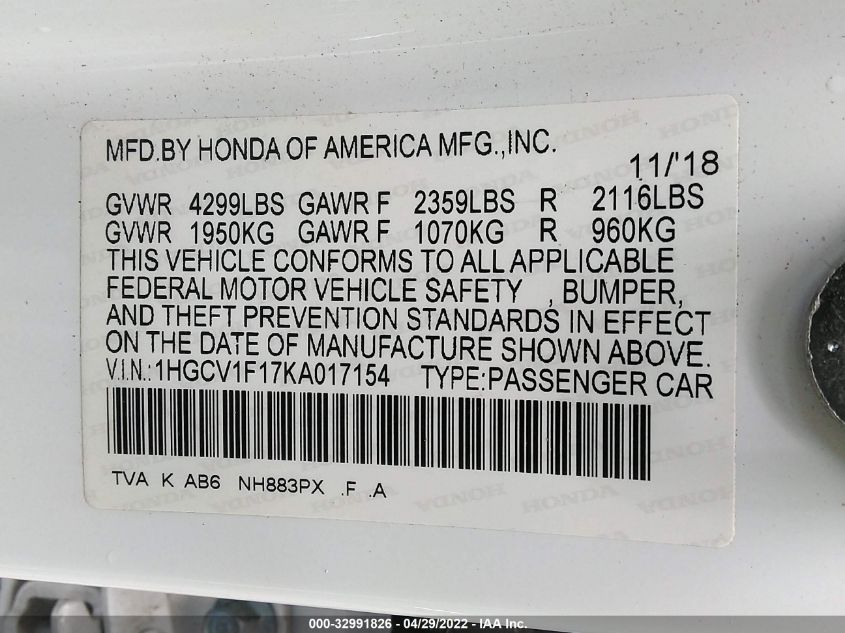 MFD.BY HONDA OF AMERICA MFG.,INC.
11/'18
GVWR 4299LBS GAWR F 2359LBS R 2116LBS
GVWR 1950KG GAWR F 1070KG R 960KG
THIS VEHICLE CONFORMS TO ALL APPLICABLE
FEDERAL MOTOR VEHICLE SAFETY , BUMPER,
AND THEFT PREVENTION STANDARDS IN EFFECT
ON THE DATE OF MANUFACTURE SHOWN ABOVE.
V.I.N.:1HGCV1F17KA017154 TYPE:PASSENGER CAR
TVA K AB6 NH883PX .F .A
000-32991826 - 04/29/2022 - IAA Inc.